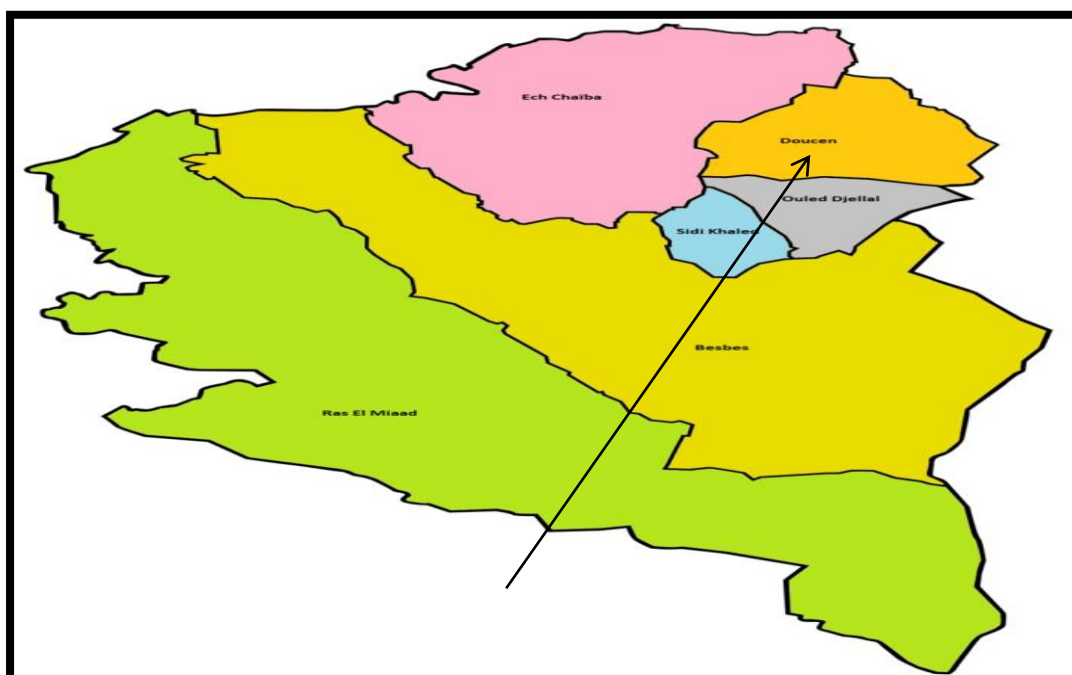 Ech Chaïba
Doucen
Ouled Djellal
Sidi Khaled
Besbes
Ras El Miaad